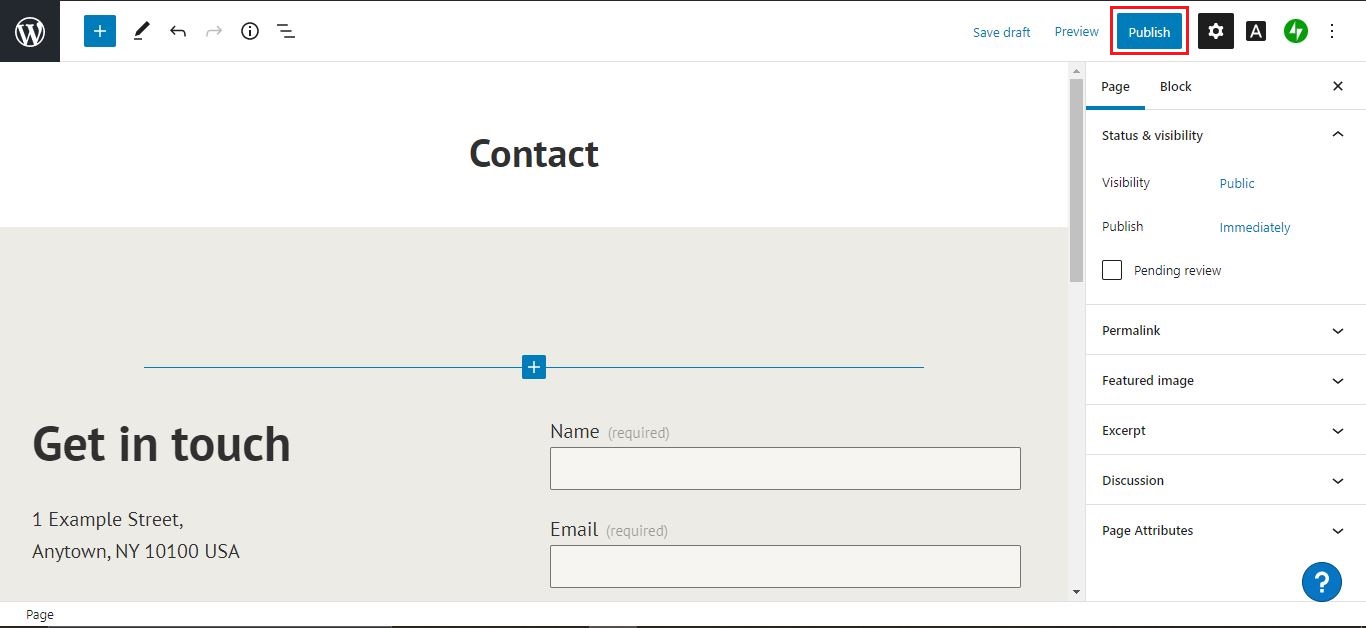 Save draft
Preview
Publish
A
Page
Block
Contact
Status & visibility
Visibility
Public
Publish
Immediately
Pending review
Permalink
Featured image
Excerpt
Discussion
Page Attributes
Get in touch
1 Example Street,
Anytown, NY 10100 USA
Name (required)
Email (required)
?
Page